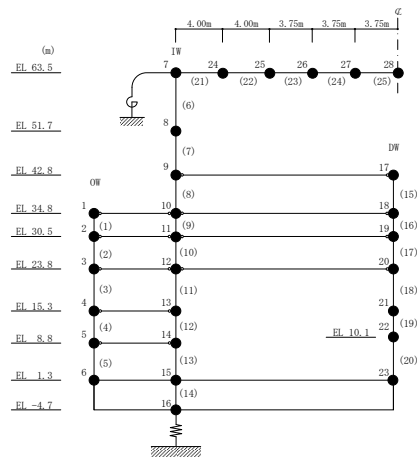 ℄
4.00m 4.00m 3.75m 3.75m 3.75m
(m) IW
EL 63.5 7 24 25 26 27 28
(21) (22) (23) (24) (25)
(6)
EL 51.7 8
(7)
DW
EL 42.8 9 17
OW
(8) (15)
EL 34.8 1 10 18
(1) (9) (16)
EL 30.5 2 11 19
(2) (10) (17)
EL 23.8 3 12 20
(3) (11) (18)
EL 15.3 4 13 21
(4) (12) (19)
EL 10.1 22
EL 8.8 5 14
(5) (13) (20)
EL 1.3 6 15 23
(14)
EL -4.7 16